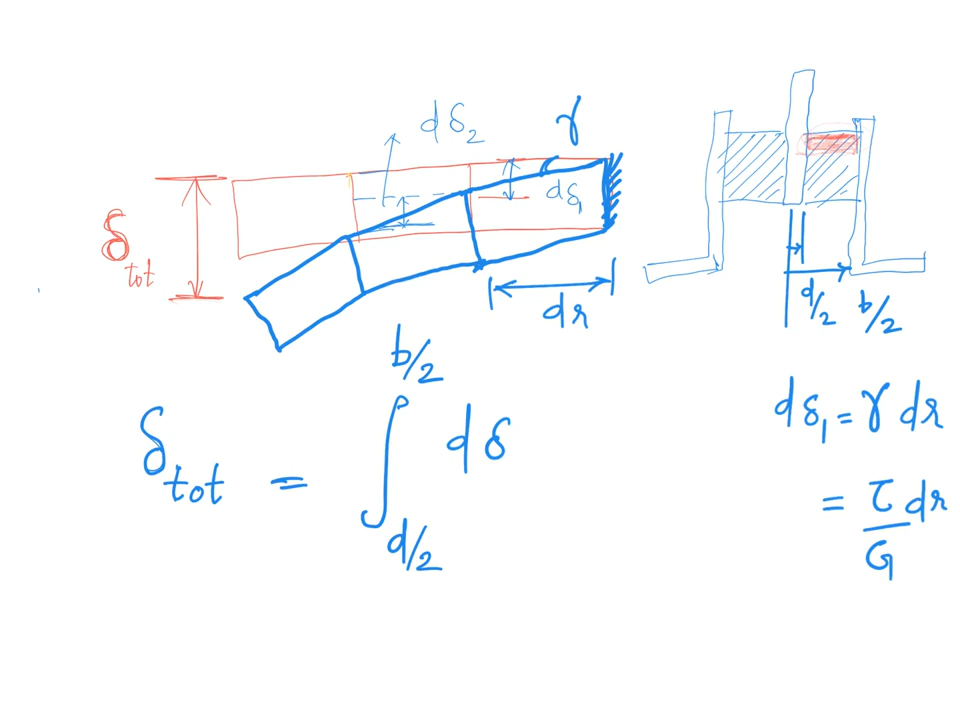 dδ₂
γ
dδ₁
δtot
dr
d/2
b/2
δtot = ∫_{d/2}^{b/2} dδ
dδ₁ = γ dr
= τ/G dr